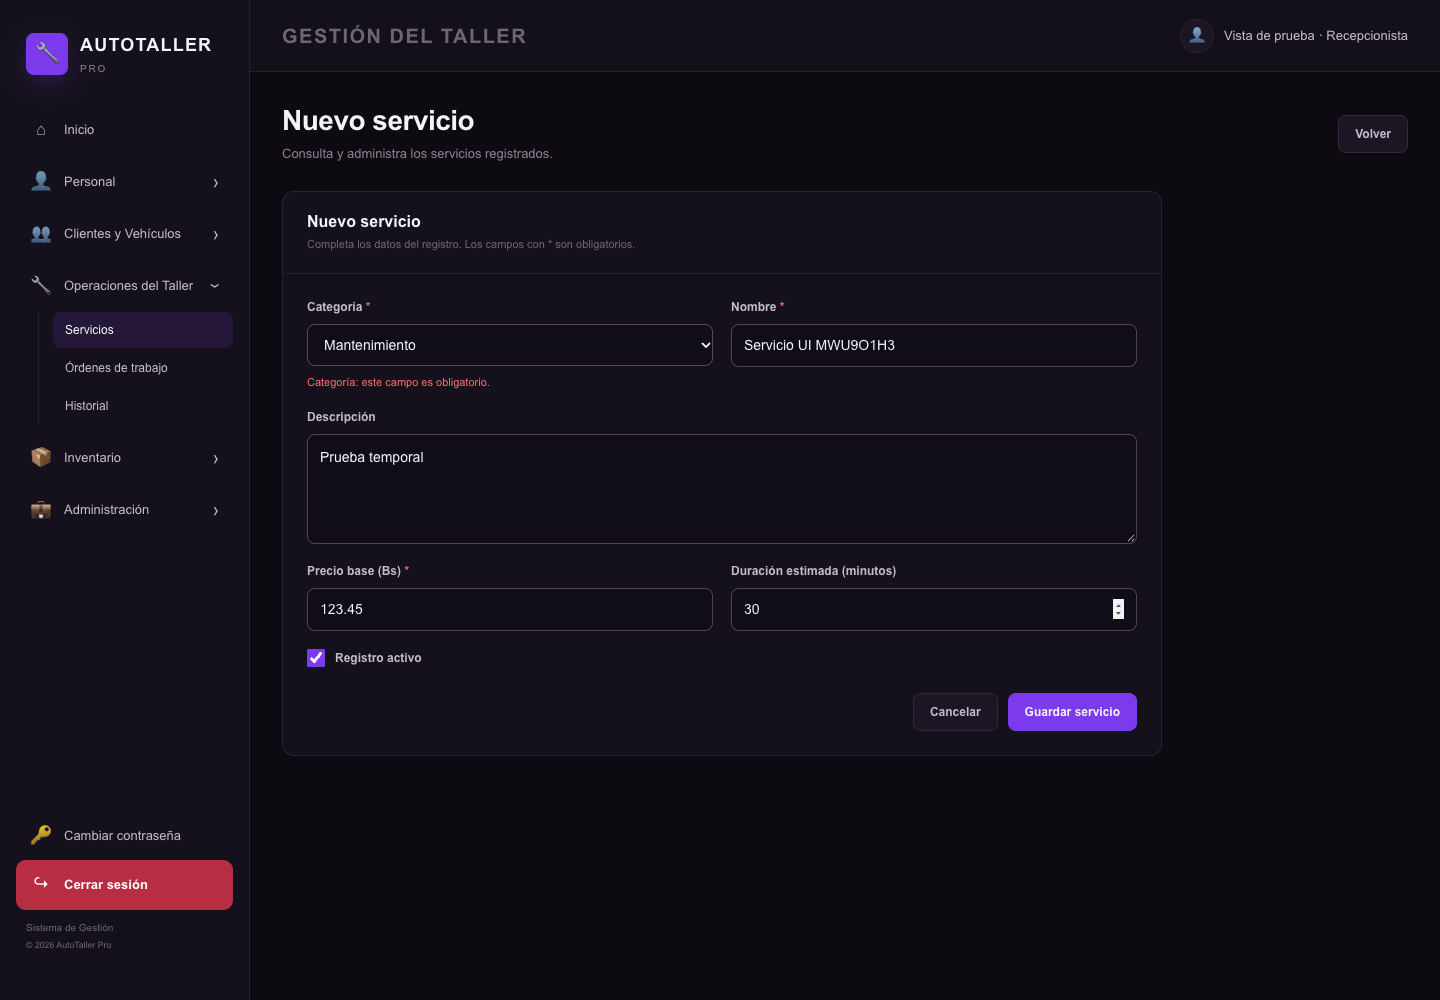 AUTOTALLER
PRO
Inicio
Personal
Clientes y Vehículos
Operaciones del Taller
Servicios
Órdenes de trabajo
Historial
Inventario
Administración
Cambiar contraseña
Cerrar sesión
Sistema de Gestión
© 2026 AutoTaller Pro
GESTIÓN DEL TALLER
Vista de prueba · Recepcionista
Nuevo servicio
Consulta y administra los servicios registrados.
Volver
Nuevo servicio
Completa los datos del registro. Los campos con * son obligatorios.
Categoría *
Mantenimiento
Categoría: este campo es obligatorio.
Nombre *
Servicio UI MWU9O1H3
Descripción
Prueba temporal
Precio base (Bs) *
123.45
Duración estimada (minutos)
30
Registro activo
Cancelar
Guardar servicio